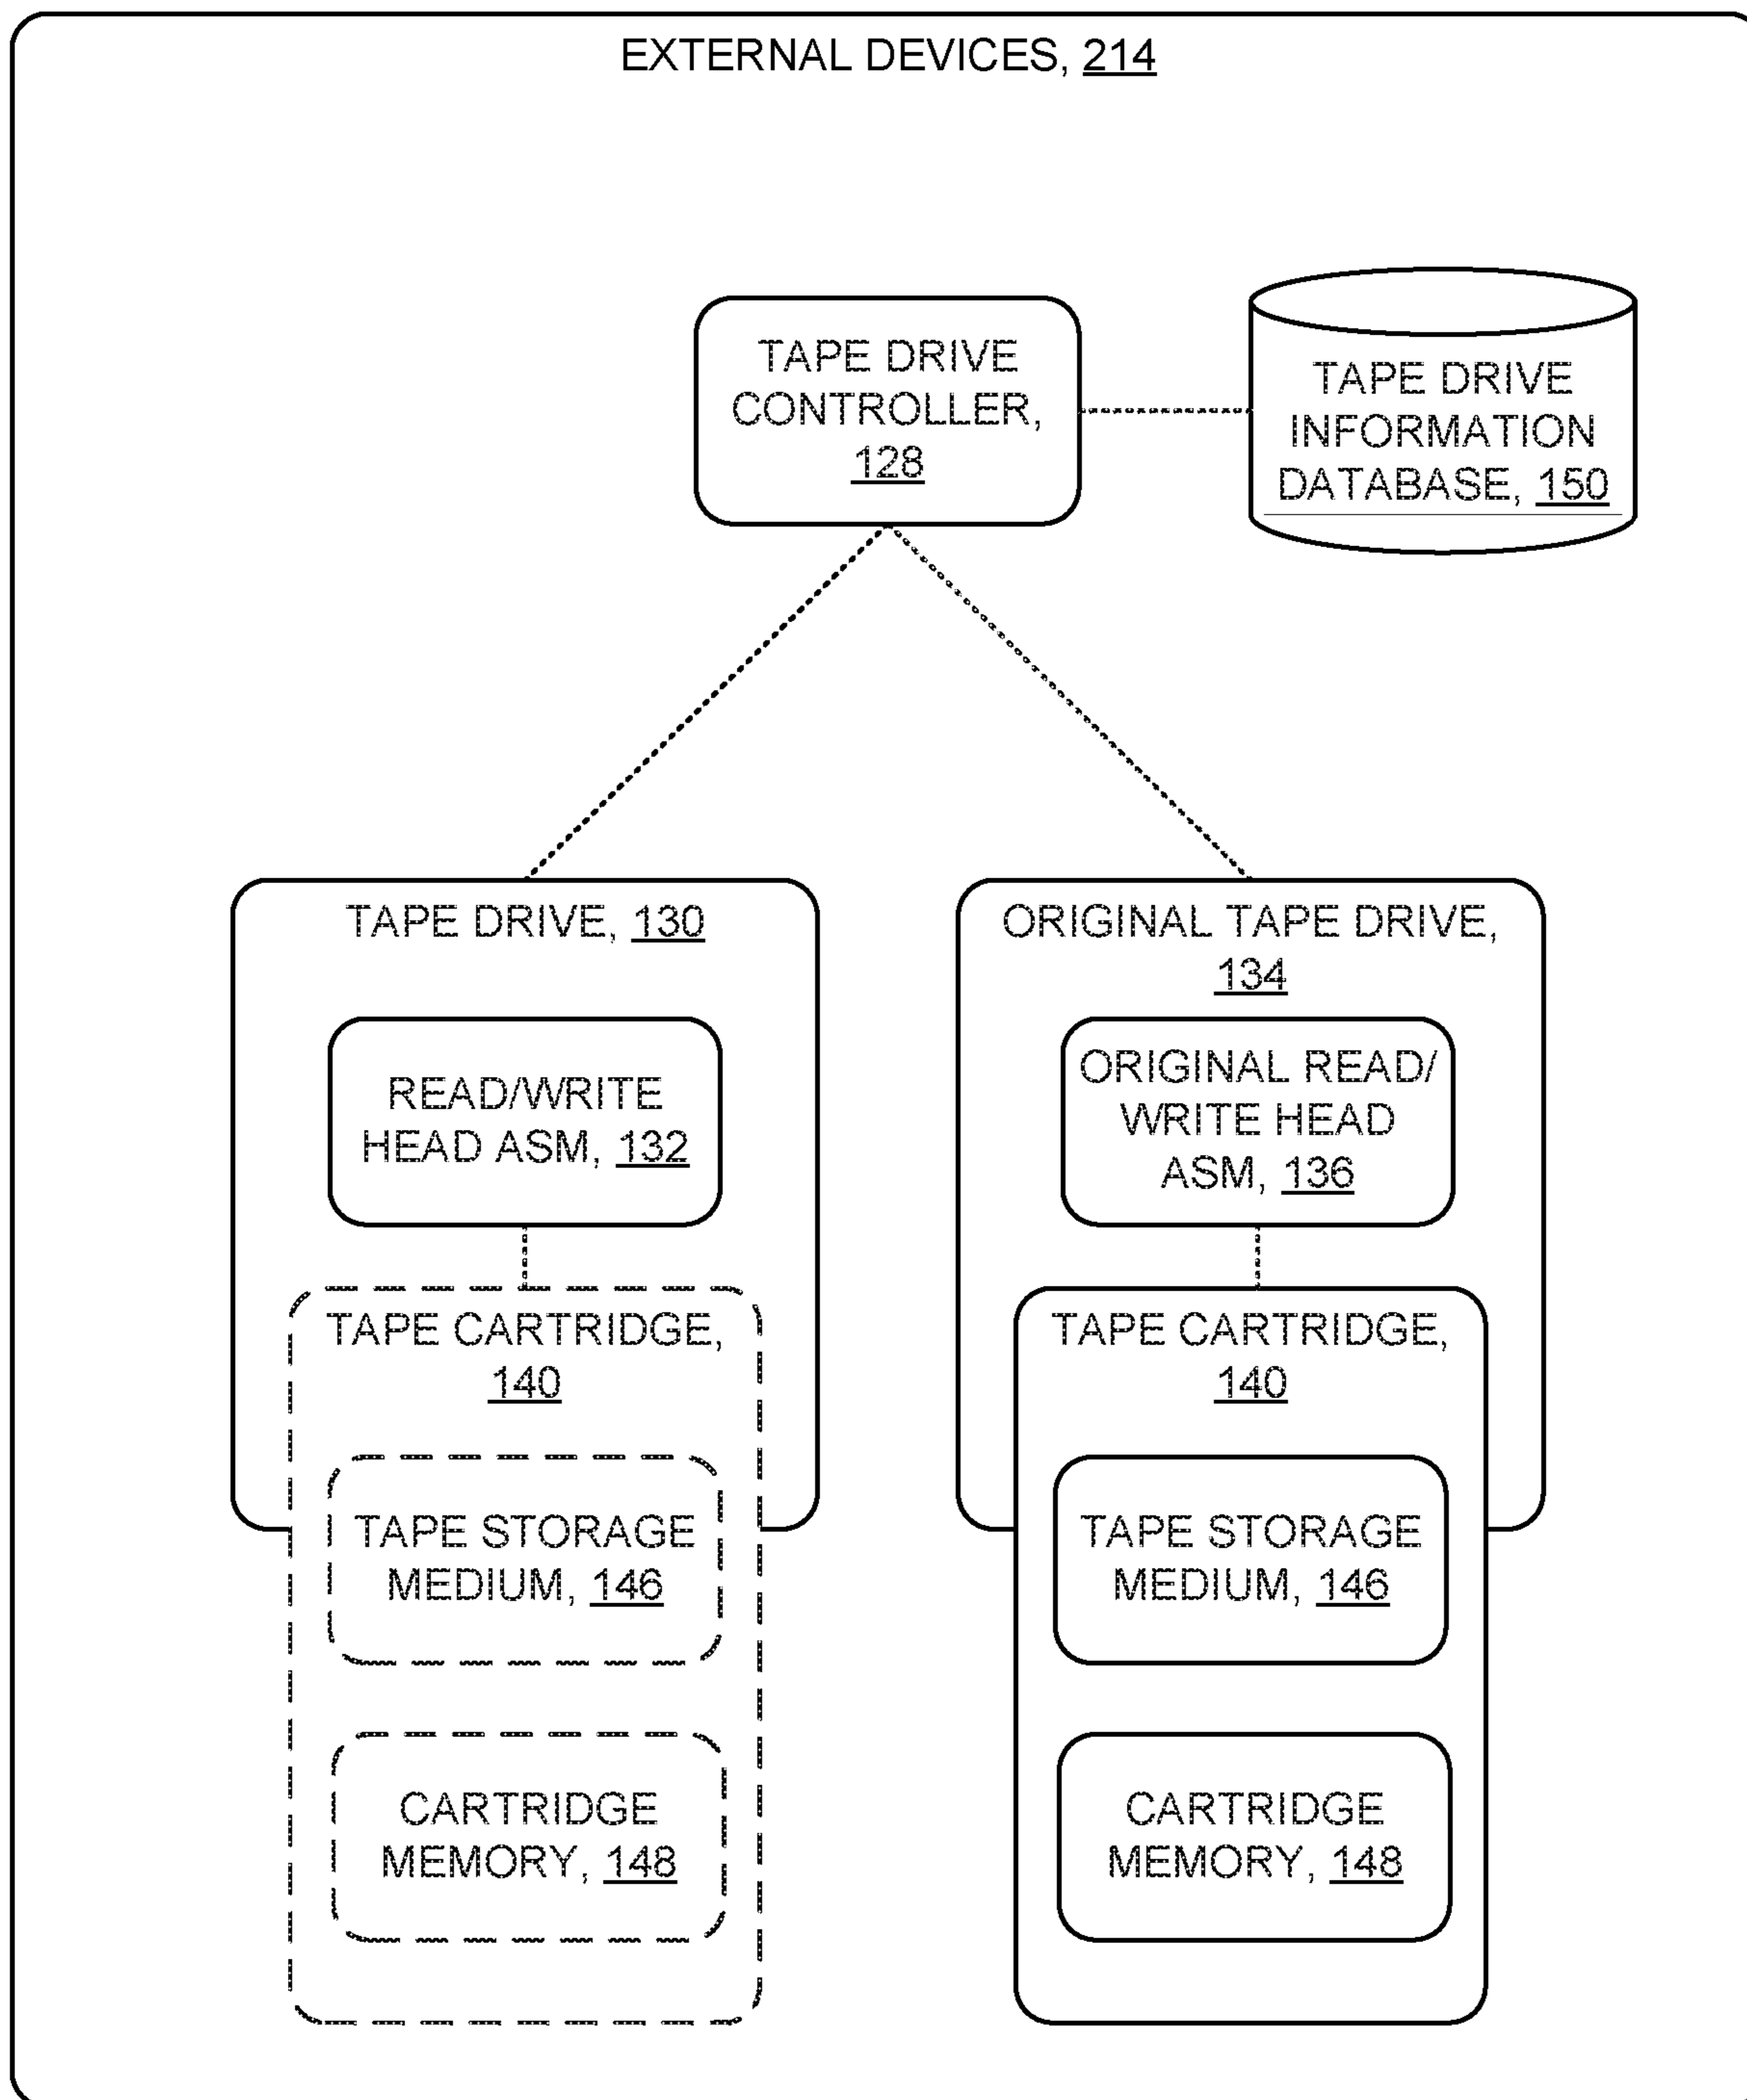 EXTERNAL DEVICES, 214
TAPE DRIVE
CONTROLLER,
128
TAPE DRIVE
INFORMATION
DATABASE, 150
TAPE DRIVE, 130
READ/WRITE
HEAD ASM, 132
TAPE CARTRIDGE,
140
TAPE STORAGE
MEDIUM, 146
CARTRIDGE
MEMORY, 148
ORIGINAL TAPE DRIVE,
134
ORIGINAL READ/
WRITE HEAD
ASM, 136
TAPE CARTRIDGE,
140
TAPE STORAGE
MEDIUM, 146
CARTRIDGE
MEMORY, 148